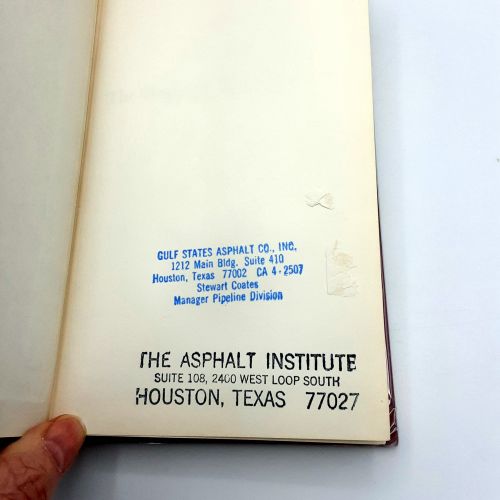 GULF STATES ASPHALT CO., INC.
1212 Main Bldg. Suite 410
Houston, Texas 77002 CA 4-2507
Stewart Coates
Manager Pipeline Division
THE ASPHALT INSTITUTE
SUITE 108, 2400 WEST LOOP SOUTH
HOUSTON, TEXAS 77027